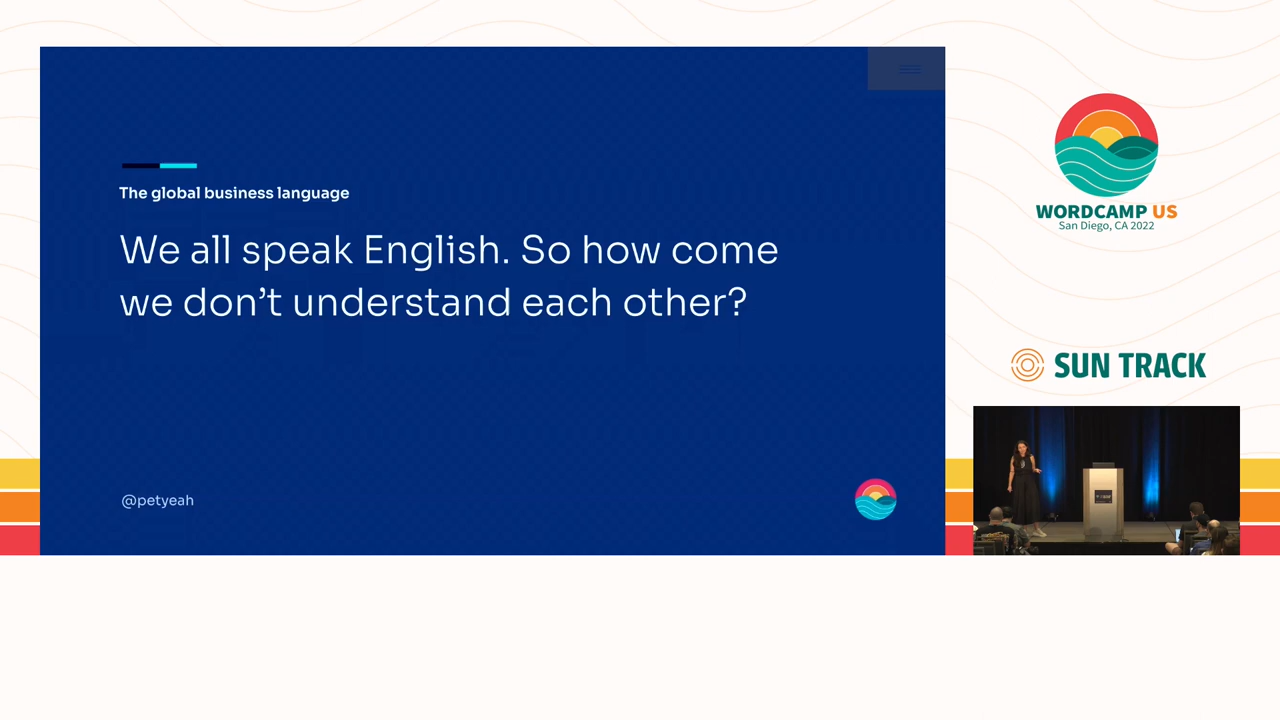 The global business language
We all speak English. So how come
we don’t understand each other?
@petyeah
WORDCAMP US
San Diego, CA 2022
SUN TRACK